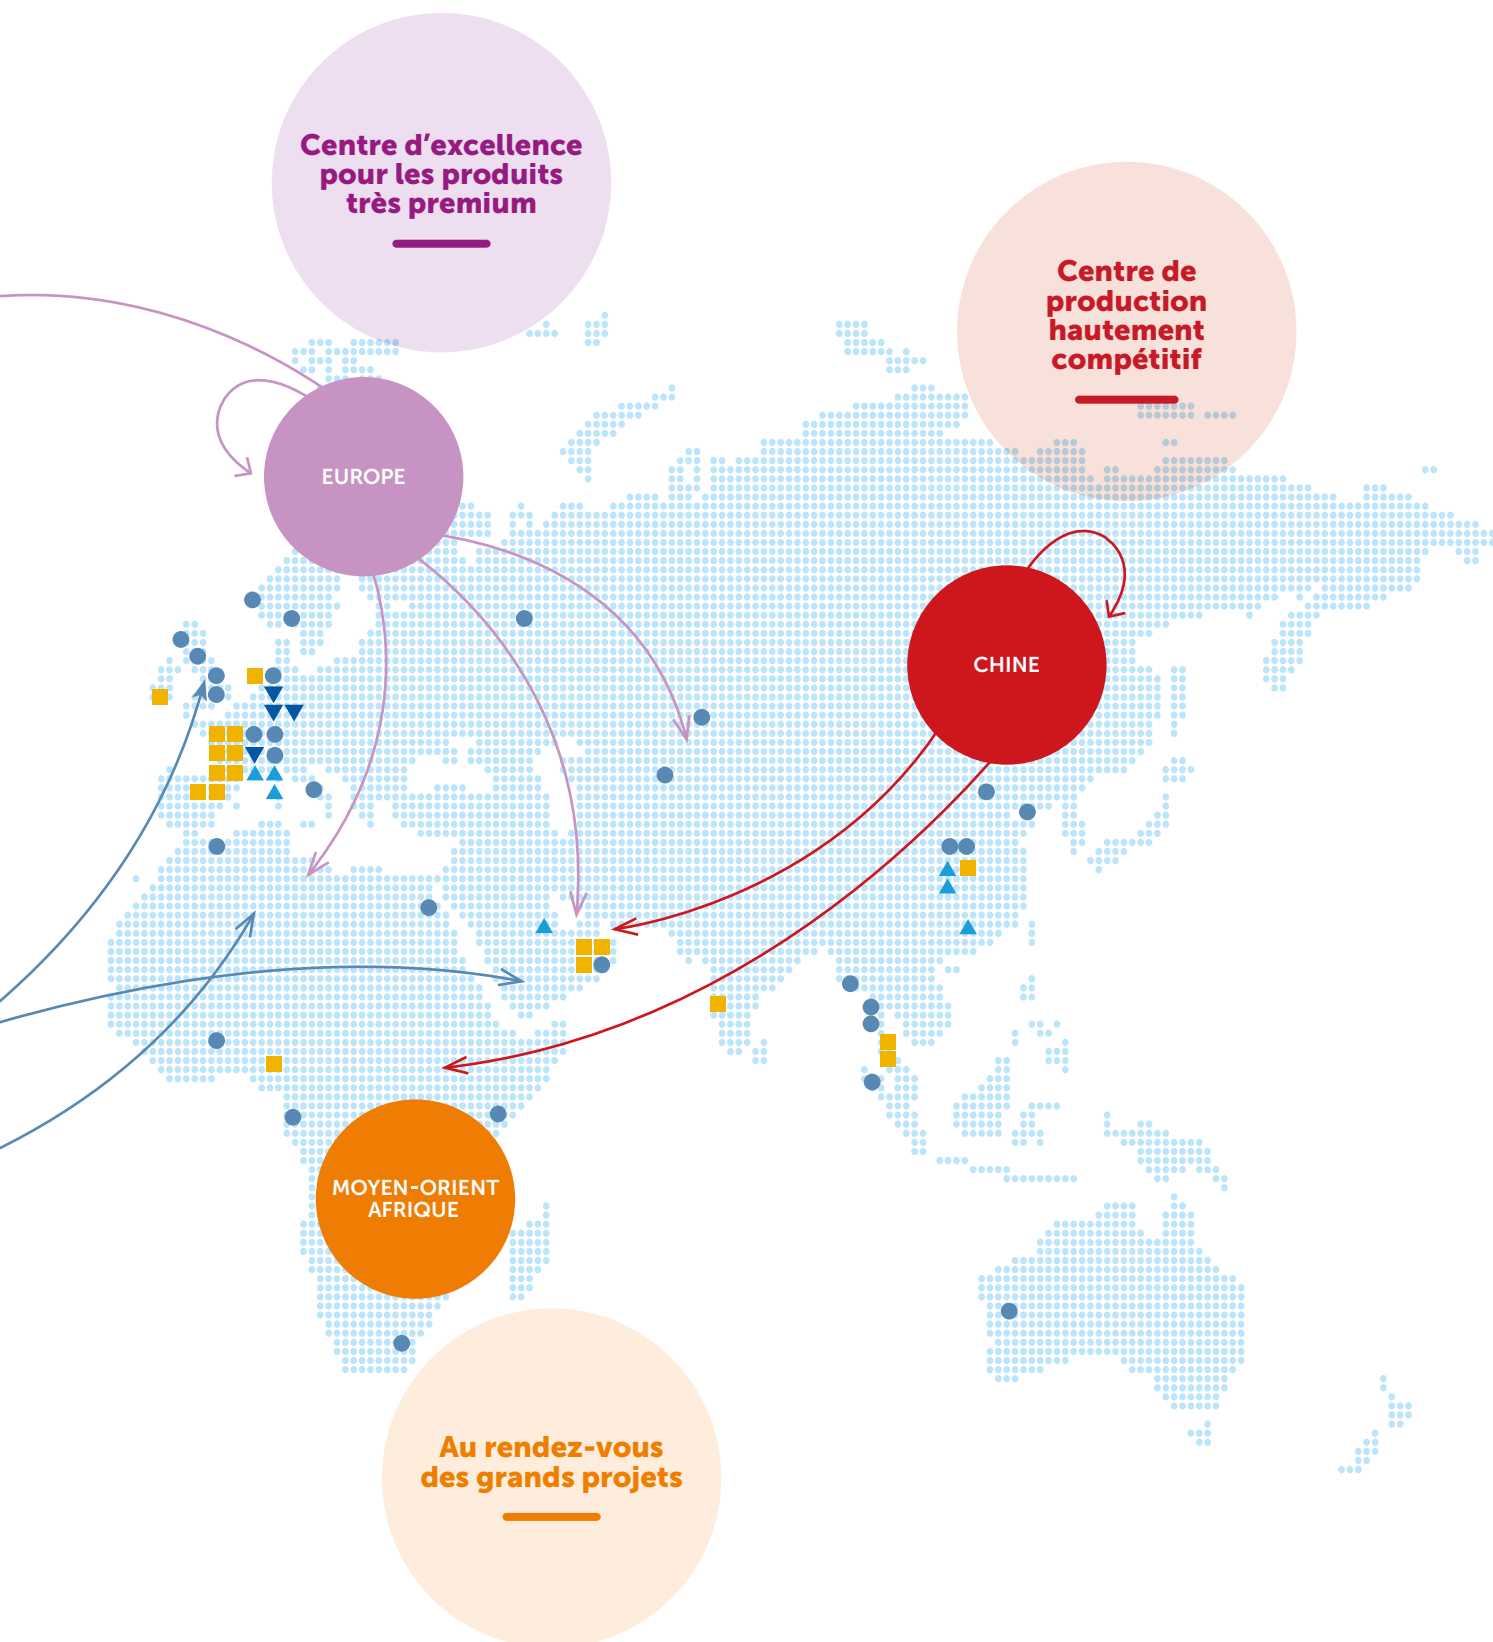 Centre d’excellence
pour les produits
très premium
Centre de
production
hautement
compétitif
EUROPE
CHINE
MOYEN-ORIENT
AFRIQUE
Au rendez-vous
des grands projets